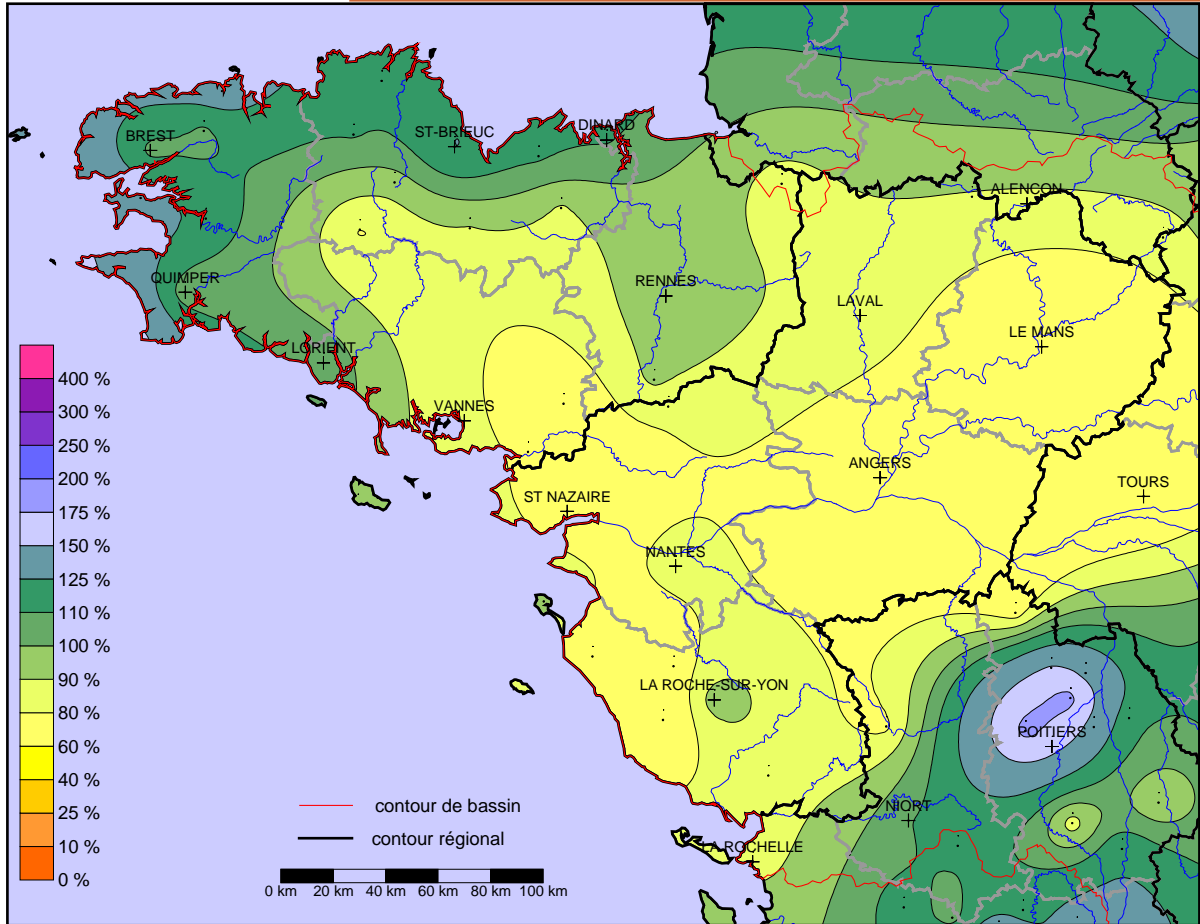 BREST
ST-BRIEUC
DINARD
ALENCON
QUIMPER
RENNES
LAVAL
LE MANS
LORIENT
VANNES
ANGERS
TOURS
ST NAZAIRE
NANTES
LA ROCHE-SUR-YON
POITIERS
NIORT
LA ROCHELLE
400 %
300 %
250 %
200 %
175 %
150 %
125 %
110 %
100 %
90 %
80 %
60 %
40 %
25 %
10 %
0 %
contour de bassin
contour régional
0 km 20 km 40 km 60 km 80 km 100 km